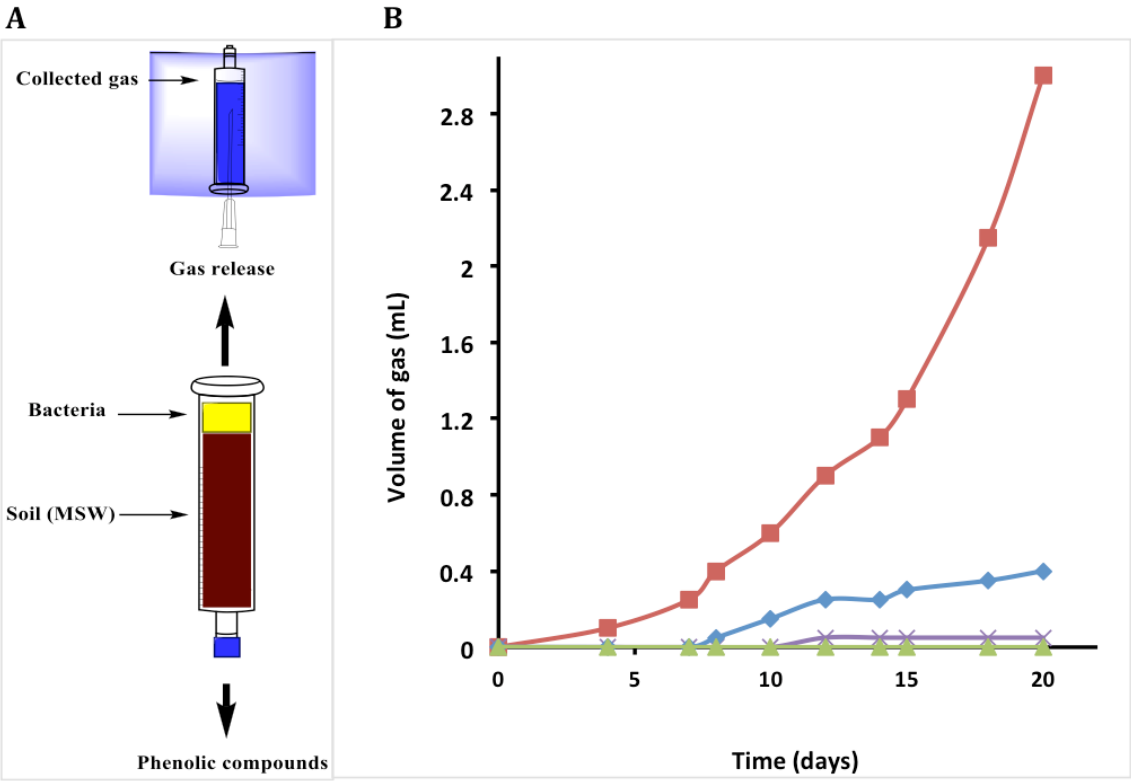 A
Collected gas
Gas release
Bacteria
Soil (MSW)
Phenolic compounds
B
Volume of gas (mL)
2.8
2.4
2
1.6
1.2
0.8
0.4
0
0 5 10 15 20
Time (days)